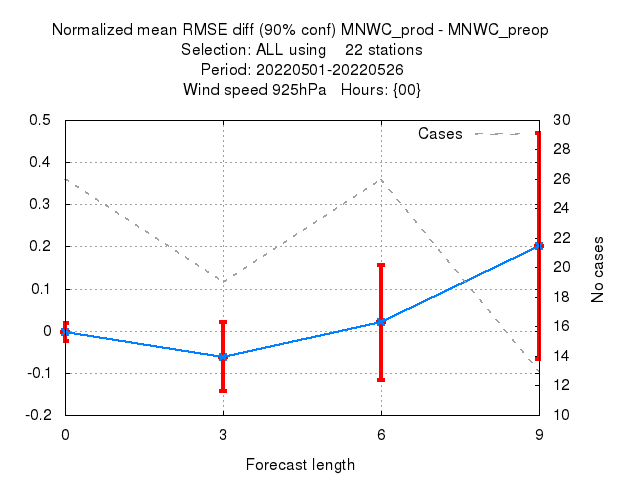 Normalized mean RMSE diff (90% conf) MNWC_prod - MNWC_preop
Selection: ALL using 22 stations
Period: 20220501-20220526
Wind speed 925hPa Hours: {00}
Cases
0.5
0.4
0.3
0.2
0.1
0
-0.1
-0.2
30
28
26
24
22
20
18
16
14
12
10
No cases
0 3 6 9
Forecast length